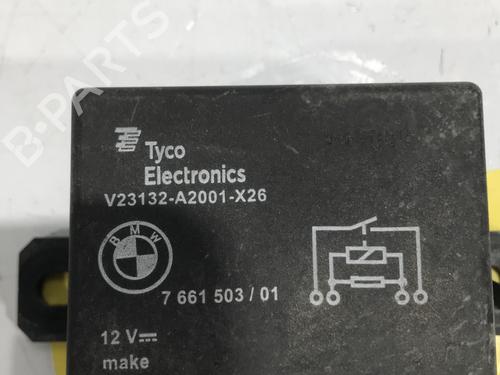 B-PARTS
Tyco
Electronics
V23132-A2001-X26
BMW
7 661 503 / 01
12 V
make